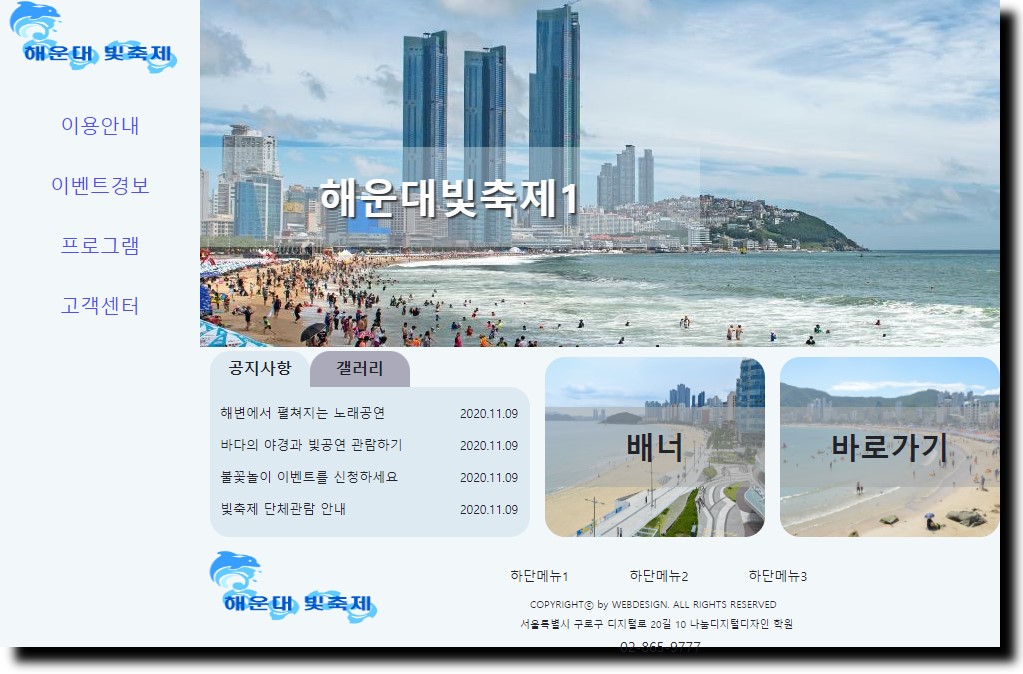 해운대 빛축제
이용안내
이벤트경보
프로그램
고객센터
해운대빛축제1
공지사항
갤러리
해변에서 펼쳐지는 노래공연 2020.11.09
바다의 야경과 빛공연 관람하기 2020.11.09
불꽃놀이 이벤트를 신청하세요 2020.11.09
빛축제 단체관람 안내 2020.11.09
배너
바로가기
해운대 빛축제
하단메뉴1 하단메뉴2 하단메뉴3
COPYRIGHTⓒ by WEBDESIGN. ALL RIGHTS RESERVED
서울특별시 구로구 디지털로 20길 10 나눔디지털디자인 학원
02-865-9777